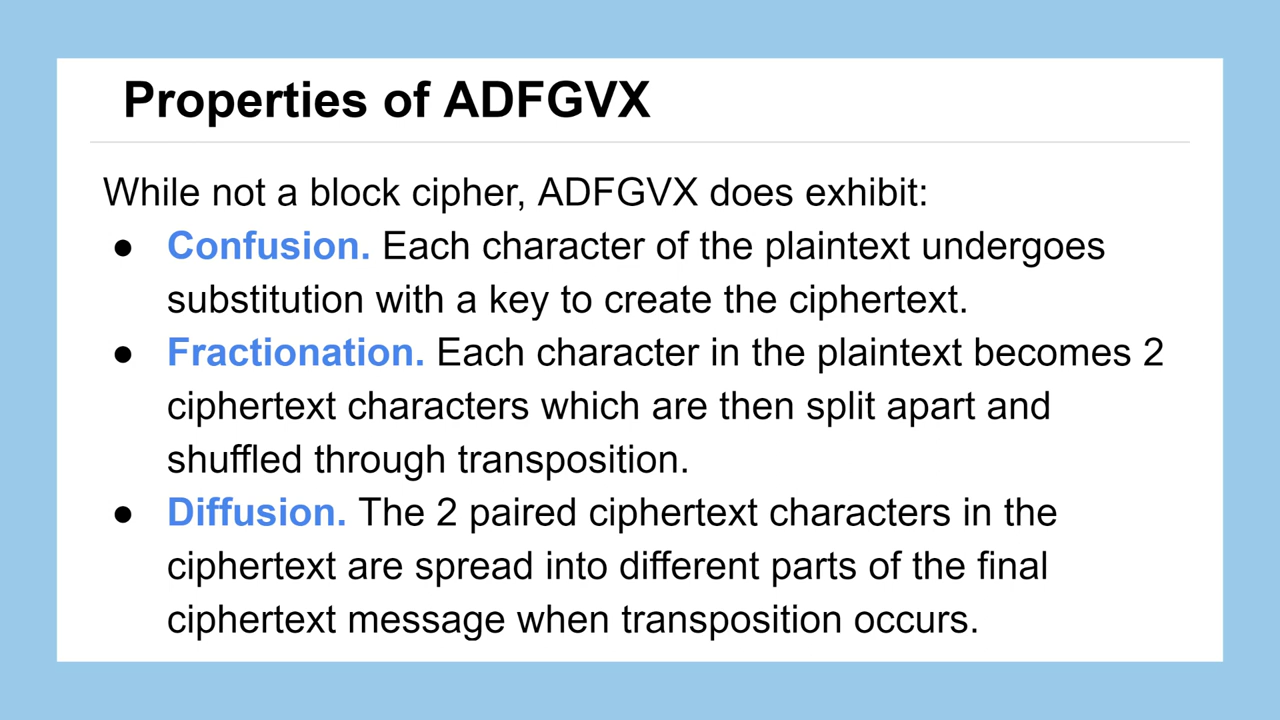 Properties of ADFGVX
While not a block cipher, ADFGVX does exhibit:
● Confusion. Each character of the plaintext undergoes
substitution with a key to create the ciphertext.
● Fractionation. Each character in the plaintext becomes 2
ciphertext characters which are then split apart and
shuffled through transposition.
● Diffusion. The 2 paired ciphertext characters in the
ciphertext are spread into different parts of the final
ciphertext message when transposition occurs.